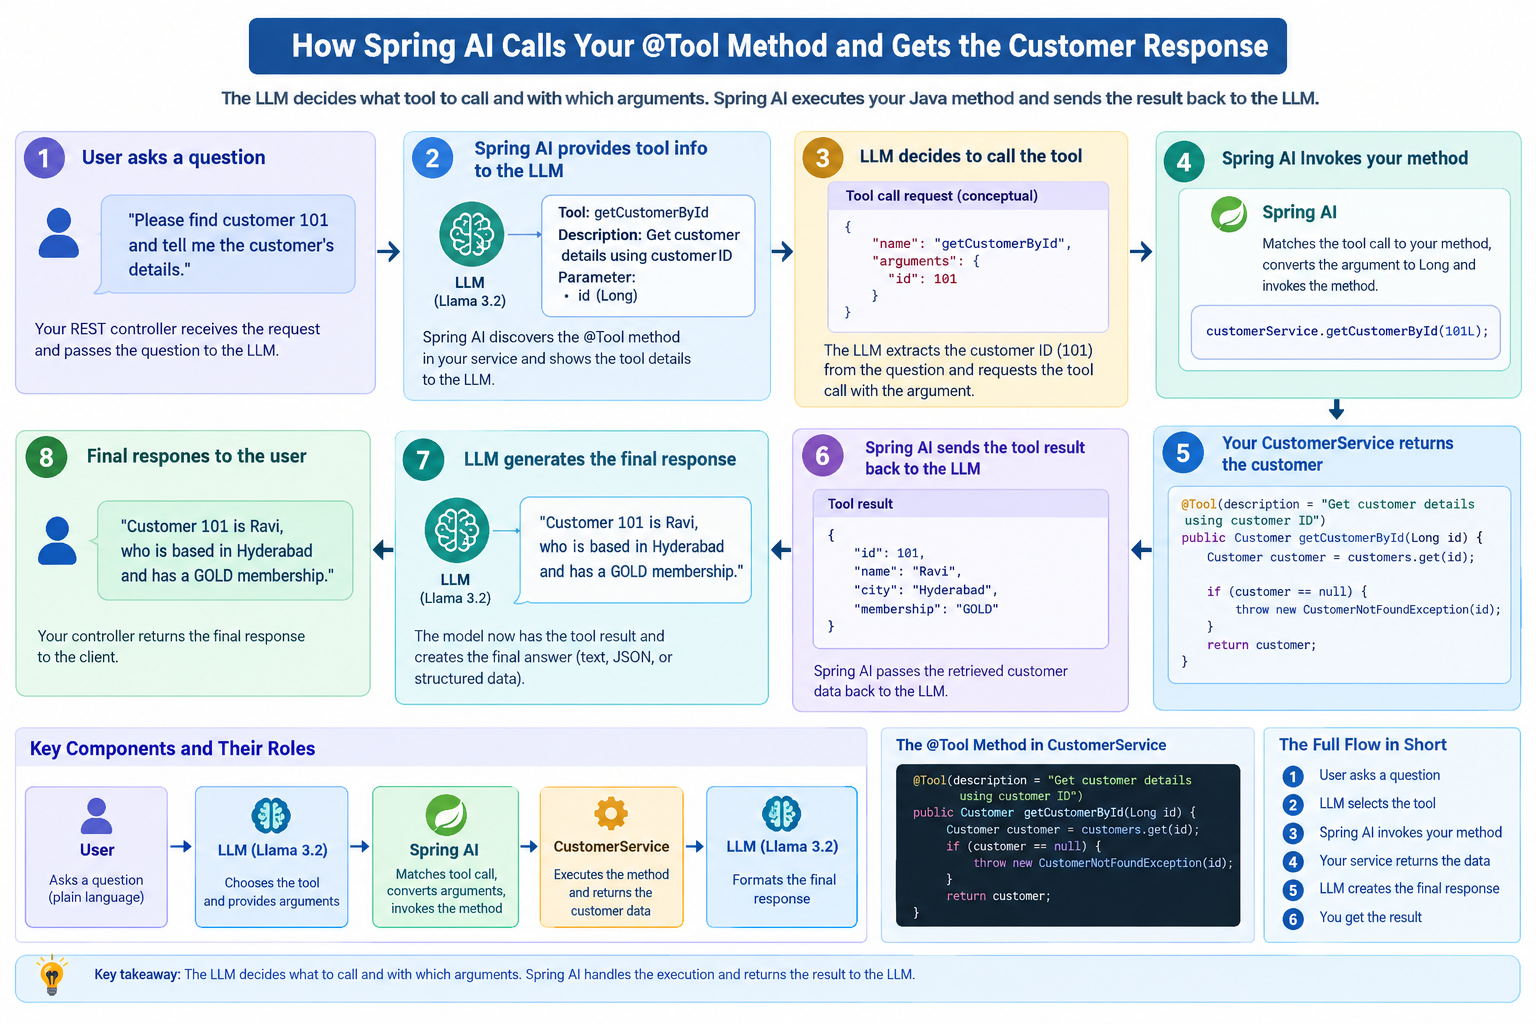 How Spring AI Calls Your @Tool Method and Gets the Customer Response
The LLM decides what tool to call and with which arguments. Spring AI executes your Java method and sends the result back to the LLM.
1
User asks a question
"Please find customer 101
and tell me the customer's
details."
Your REST controller receives the request
and passes the question to the LLM.
2
Spring AI provides tool info
to the LLM
LLM
(Llama 3.2)
Tool: getCustomerById
Description: Get customer
details using customer ID
Parameter:
• id (Long)
Spring AI discovers the @Tool method
in your service and shows the tool details
to the LLM.
3
LLM decides to call the tool
Tool call request (conceptual)
{
"name": "getCustomerById",
"arguments": {
"id": 101
}
}
The LLM extracts the customer ID (101)
from the question and requests the tool
call with the argument.
4
Spring AI Invokes your method
Spring AI
Matches the tool call to your method,
converts the argument to Long and
invokes the method.
customerService.getCustomerById(101L);
5
Your CustomerService returns
the customer
@Tool(description = "Get customer details
using customer ID")
public Customer getCustomerById(Long id) {
Customer customer = customers.get(id);
if (customer == null) {
throw new CustomerNotFoundException(id);
}
return customer;
}
6
Spring AI sends the tool result
back to the LLM
Tool result
{
"id": 101,
"name": "Ravi",
"city": "Hyderabad",
"membership": "GOLD"
}
Spring AI passes the retrieved customer
data back to the LLM.
7
LLM generates the final response
LLM
(Llama 3.2)
"Customer 101 is Ravi,
who is based in Hyderabad
and has a GOLD membership."
The model now has the tool result and
creates the final answer (text, JSON, or
structured data).
8
Final respones to the user
"Customer 101 is Ravi,
who is based in Hyderabad
and has a GOLD membership."
Your controller returns the final response
to the client.
Key Components and Their Roles
User
Asks a question
(plain language)
LLM (Llama 3.2)
Chooses the tool
and provides arguments
Spring AI
Matches tool call,
converts arguments,
invokes the method
CustomerService
Executes the method
and returns the
customer data
LLM (Llama 3.2)
Formats the final
response
The @Tool Method in CustomerService
@Tool(description = "Get customer details
using customer ID")
public Customer getCustomerById(Long id) {
Customer customer = customers.get(id);
if (customer == null) {
throw new CustomerNotFoundException(id);
}
return customer;
}
The Full Flow in Short
1 User asks a question
2 LLM selects the tool
3 Spring AI invokes your method
4 Your service returns the data
5 LLM creates the final response
6 You get the result
Key takeaway: The LLM decides what to call and with which arguments. Spring AI handles the execution and returns the result to the LLM.